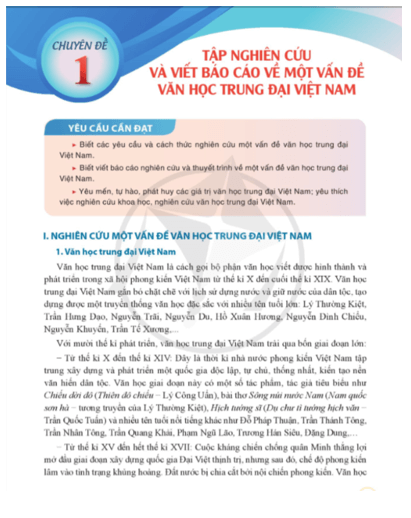 CHUYÊN ĐỀ
1
TẬP NGHIÊN CỨU
VÀ VIẾT BÁO CÁO VỀ MỘT VẤN ĐỀ
VĂN HỌC TRUNG ĐẠI VIỆT NAM
YÊU CẦU CẦN ĐẠT
▸ Biết các yêu cầu và cách thức nghiên cứu một vấn đề văn học trung đại
Việt Nam.
▸ Biết viết báo cáo nghiên cứu và thuyết trình về một vấn đề văn học trung đại
Việt Nam.
▸ Yêu mến, tự hào, phát huy các giá trị văn học trung đại Việt Nam; yêu thích
việc nghiên cứu khoa học, nghiên cứu văn học trung đại Việt Nam.
I. NGHIÊN CỨU MỘT VẤN ĐỀ VĂN HỌC TRUNG ĐẠI VIỆT NAM
1. Văn học trung đại Việt Nam
Văn học trung đại Việt Nam là cách gọi bộ phận văn học viết được hình thành và
phát triển trong xã hội phong kiến Việt Nam từ thế kỉ X đến cuối thế kỉ XIX. Văn học
trung đại Việt Nam gắn bó chặt chẽ với lịch sử dựng nước và giữ nước của dân tộc, tạo
dựng được một truyền thống văn học đặc sắc với nhiều tên tuổi lớn: Lý Thường Kiệt,
Trần Hưng Đạo, Nguyễn Trãi, Nguyễn Du, Hồ Xuân Hương, Nguyễn Đình Chiểu,
Nguyễn Khuyến, Trần Tế Xương,...
Với mười thế kỉ phát triển, văn học trung đại Việt Nam trải qua bốn giai đoạn lớn:
– Từ thế kỉ X đến thế kỉ XIV: Đây là thời kì nhà nước phong kiến Việt Nam tập
trung xây dựng và phát triển một quốc gia độc lập, tự chủ, thống nhất, kiến tạo nền
văn hiến dân tộc. Văn học giai đoạn này có một số tác phẩm, tác giả tiêu biểu như
Chiếu dời đô (Thiên đô chiếu – Lý Công Uẩn), bài thơ Sông núi nước Nam (Nam quốc
sơn hà – tương truyền của Lý Thường Kiệt), Hịch tướng sĩ (Dụ chư tì tướng hịch văn –
Trần Quốc Tuấn) và nhiều tên tuổi nổi tiếng khác như Đỗ Pháp Thuận, Trần Thánh Tông,
Trần Nhân Tông, Trần Quang Khải, Phạm Ngũ Lão, Trương Hán Siêu, Đặng Dung,...
– Từ thế kỉ XV đến hết thế kỉ XVII: Cuộc kháng chiến chống quân Minh thắng lợi
mở đầu giai đoạn xây dựng quốc gia Đại Việt thịnh trị, nhưng sau đó, chế độ phong kiến
lâm vào tình trạng khủng hoảng. Đất nước bị chia cắt bởi nội chiến phong kiến. Văn học